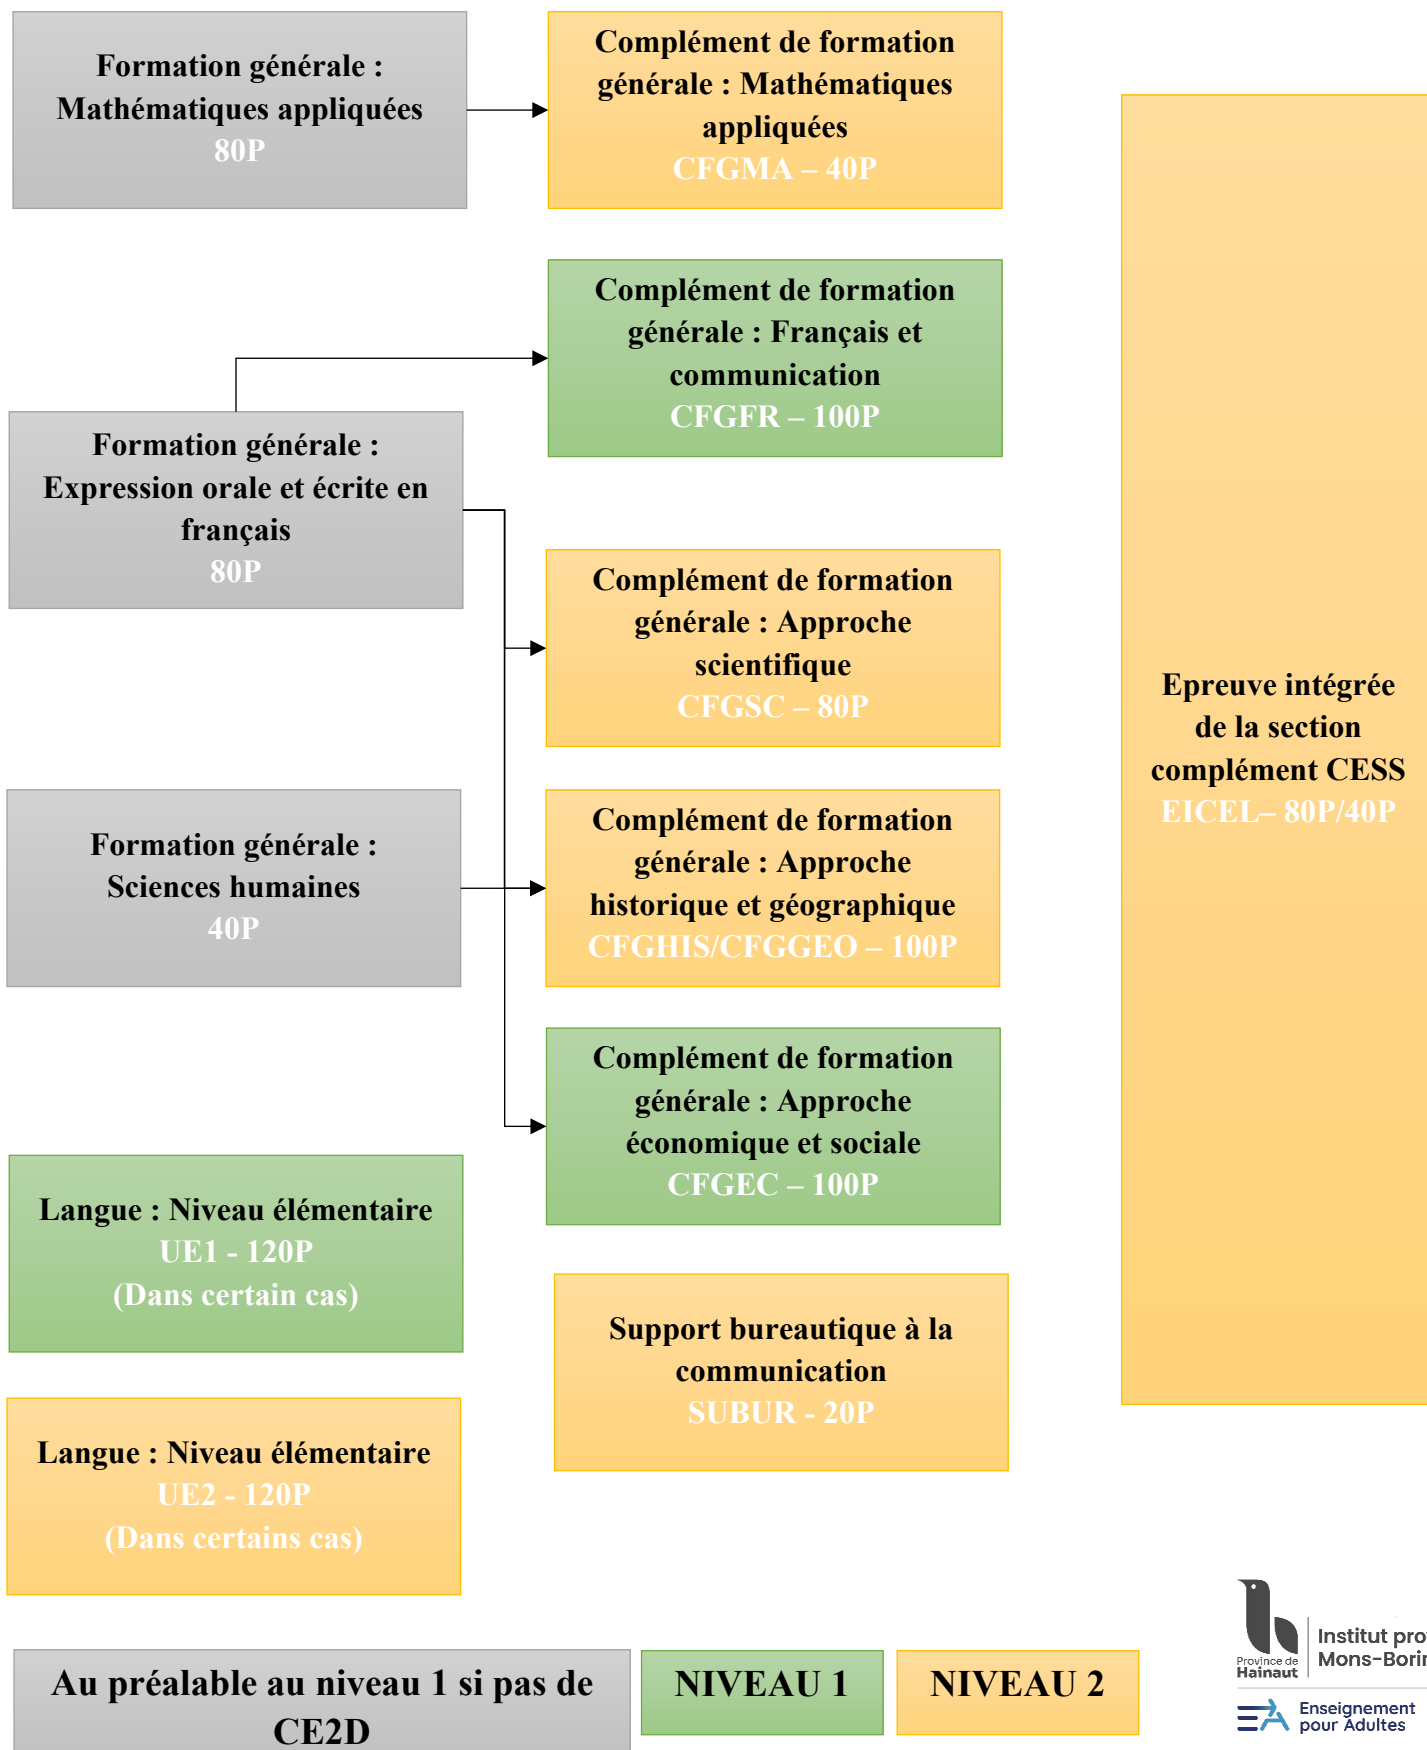 Formation générale :
Mathématiques appliquées
80P
Complément de formation
générale : Mathématiques
appliquées
CFGMA – 40P
Complément de formation
générale : Français et
communication
CFGFR – 100P
Formation générale :
Expression orale et écrite en
français
80P
Complément de formation
générale : Approche
scientifique
CFGSC – 80P
Epreuve intégrée
de la section
complément CESS
EICEL– 80P/40P
Formation générale :
Sciences humaines
40P
Complément de formation
générale : Approche
historique et géographique
CFGHIS/CFGGEO – 100P
Complément de formation
générale : Approche
économique et sociale
CFGEC – 100P
Langue : Niveau élémentaire
UE1 - 120P
(Dans certain cas)
Support bureautique à la
communication
SUBUR - 20P
Langue : Niveau élémentaire
UE2 - 120P
(Dans certains cas)
Au préalable au niveau 1 si pas de
CE2D
NIVEAU 1
NIVEAU 2
Province de
Hainaut
Institut pro
Mons-Borin
Enseignement
pour Adultes